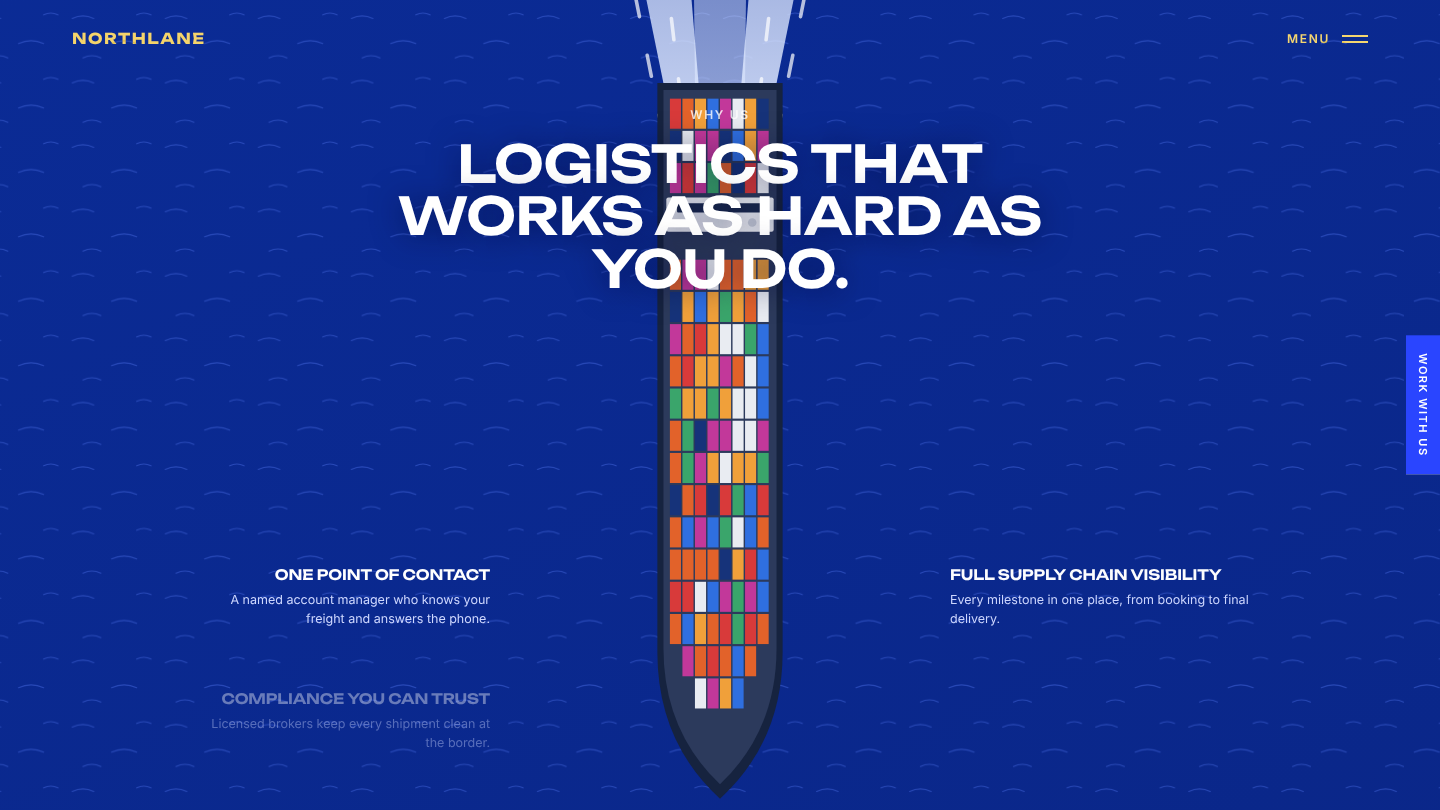 NORTHLANE
MENU
WHY US
LOGISTICS THAT
WORKS AS HARD AS
YOU DO.
WORK WITH US
ONE POINT OF CONTACT
A named account manager who knows your
freight and answers the phone.
FULL SUPPLY CHAIN VISIBILITY
Every milestone in one place, from booking to final
delivery.
COMPLIANCE YOU CAN TRUST
Licensed brokers keep every shipment clean at
the border.